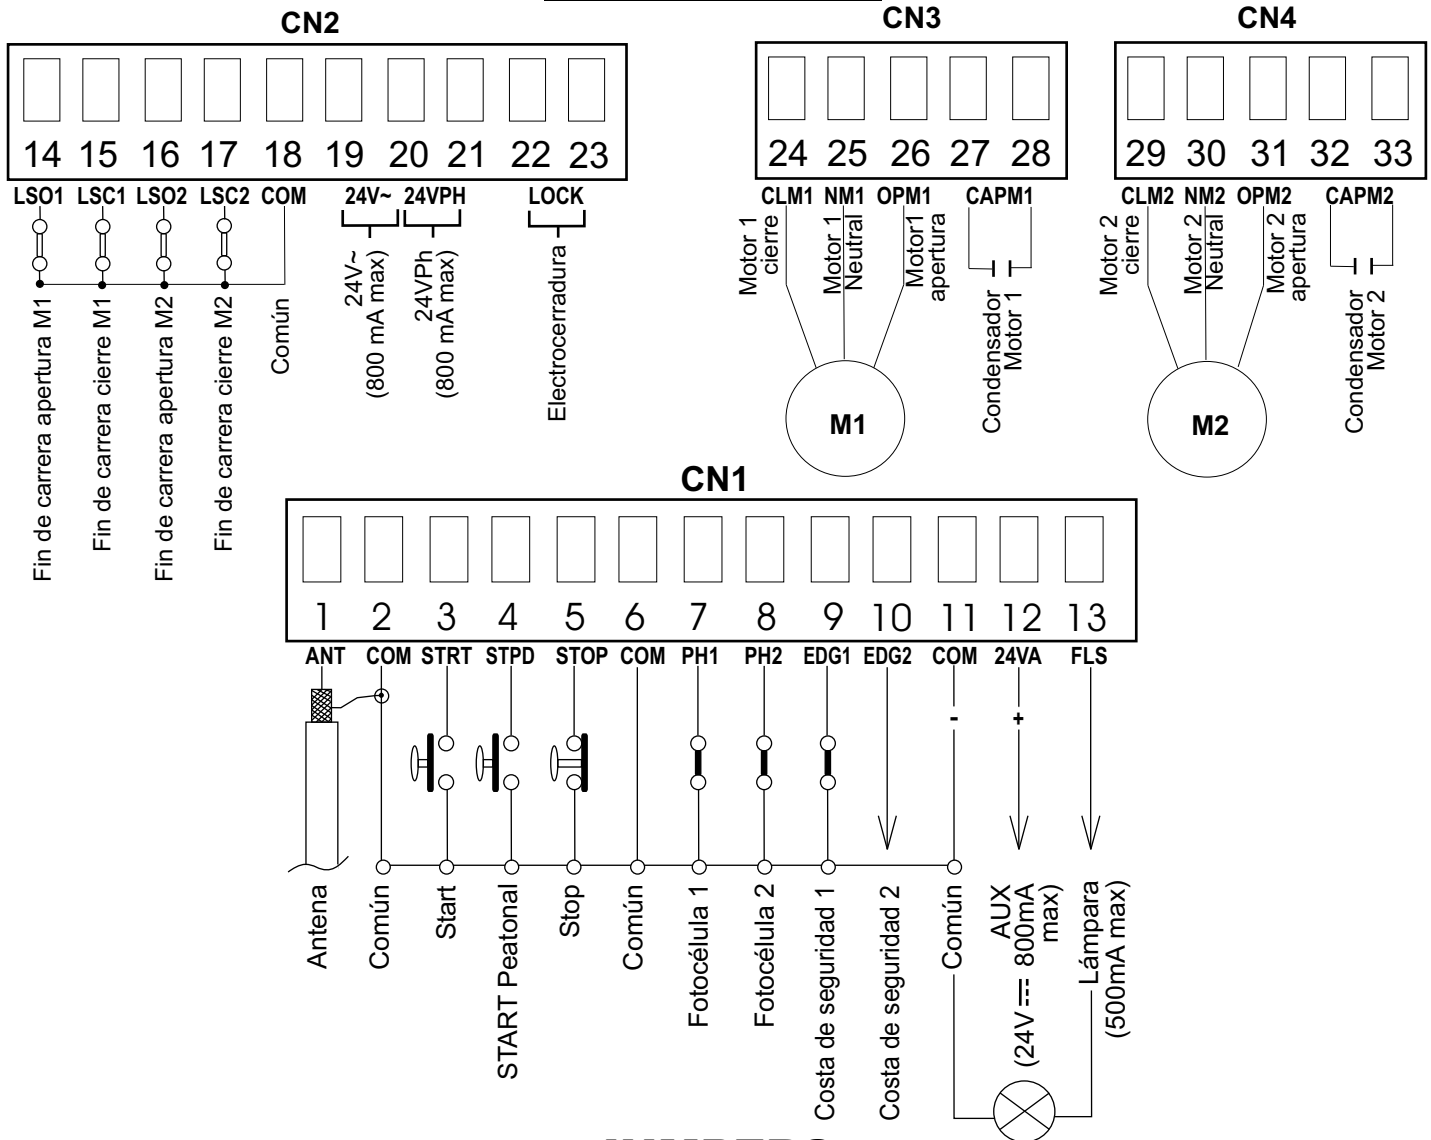 CN2
14 15 16 17 18 19 20 21 22 23
LSO1 LSC1 LSO2 LSC2 COM 24V~ 24VPH LOCK
Fin de carrera apertura M1
Fin de carrera cierre M1
Fin de carrera apertura M2
Fin de carrera cierre M2
Común
24V~
(800 mA max)
24VPh
(800 mA max)
Electrocerradura
CN3
24 25 26 27 28
CLM1 NM1 OPM1 CAPM1
Motor 1
cierre
Motor 1
Neutral
Motor1
apertura
Condensador
Motor 1
M1
CN4
29 30 31 32 33
CLM2 NM2 OPM2 CAPM2
Motor 2
cierre
Motor 2
Neutral
Motor 2
apertura
Condensador
Motor 2
M2
CN1
1 2 3 4 5 6 7 8 9 10 11 12 13
ANT COM STRT STPD STOP COM PH1 PH2 EDG1 EDG2 COM 24VA FLS
- +
Antena
Común
Start
START Peatonal
Stop
Común
Fotocélula 1
Fotocélula 2
Costa de seguridad 1
Costa de seguridad 2
Común
AUX
(24V⎓ 800mA
max)
Lámpara
(500mA max)